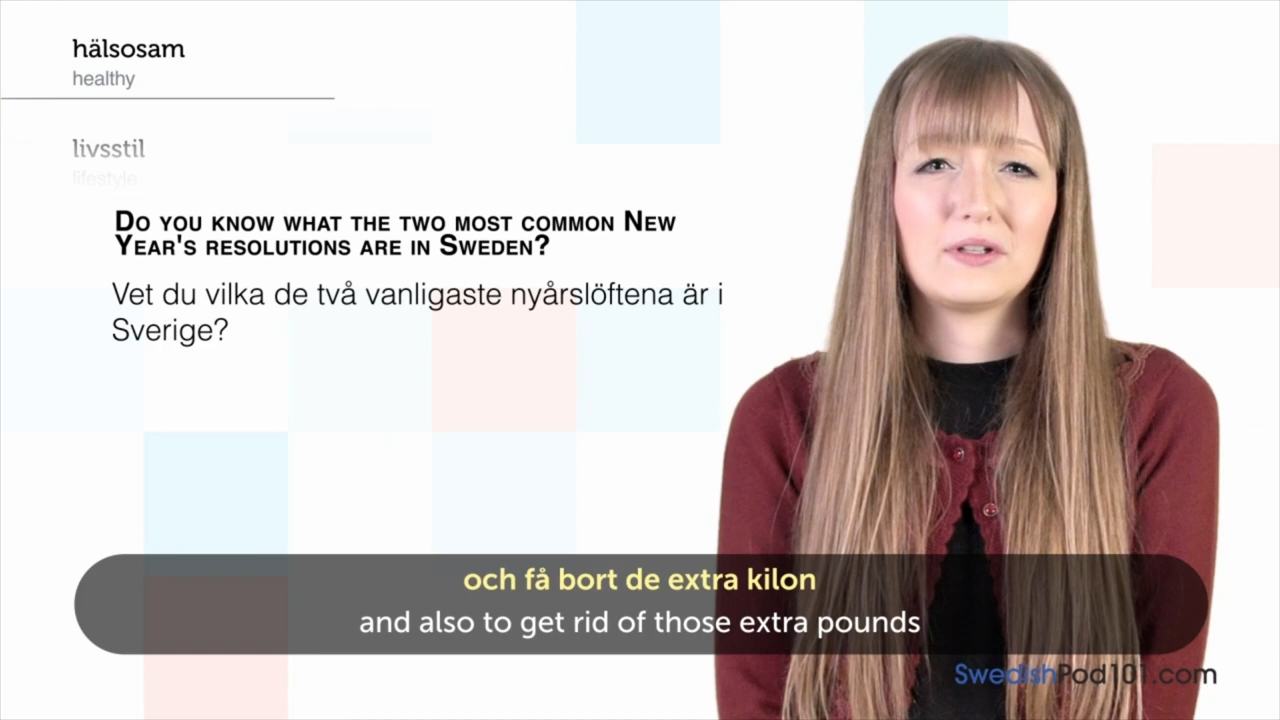 hälsosam
healthy
livsstil
lifestyle
Do you know what the two most common New
Year's resolutions are in Sweden?
Vet du vilka de två vanligaste nyårslöftena är i
Sverige?
och få bort de extra kilon
and also to get rid of those extra pounds
SwedishPod101.com